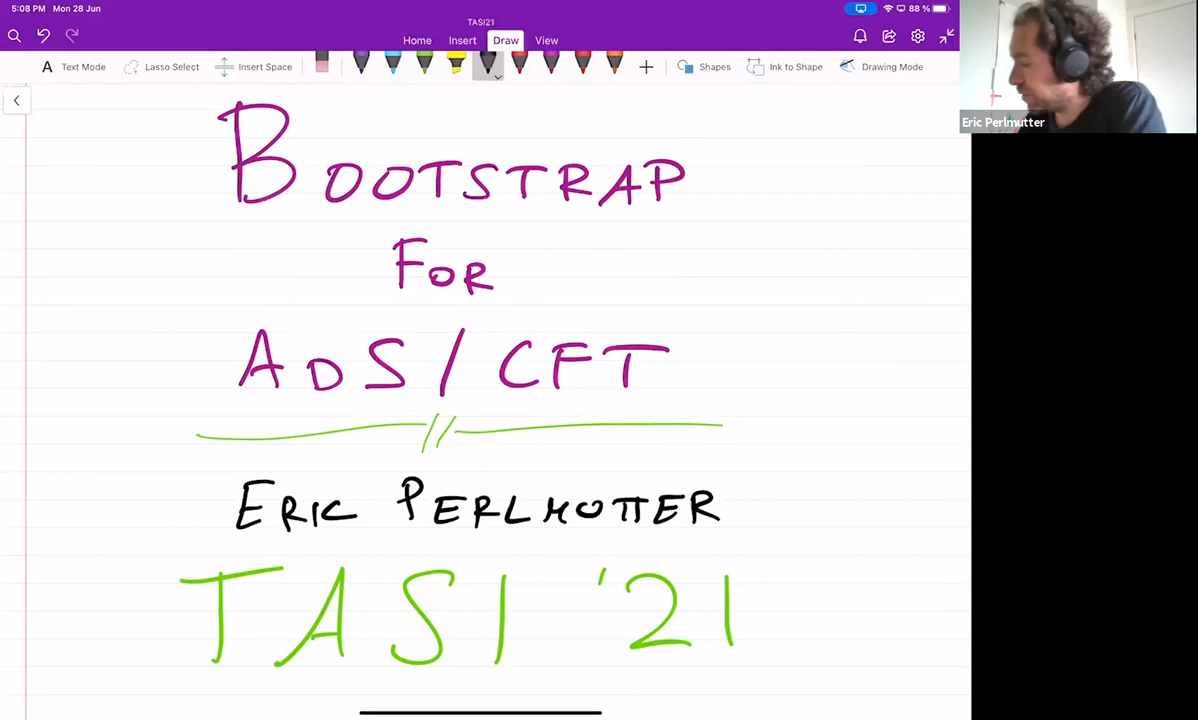 5:08 PM Mon 28 Jun
88 %
TASI21
Home Insert Draw View
A Text Mode Lasso Select Insert Space Shapes Ink to Shape Drawing Mode
Eric Perlmutter
BOOTSTRAP
FOR
ADS/CFT
ERIC PERLMUTTER
TASI '21